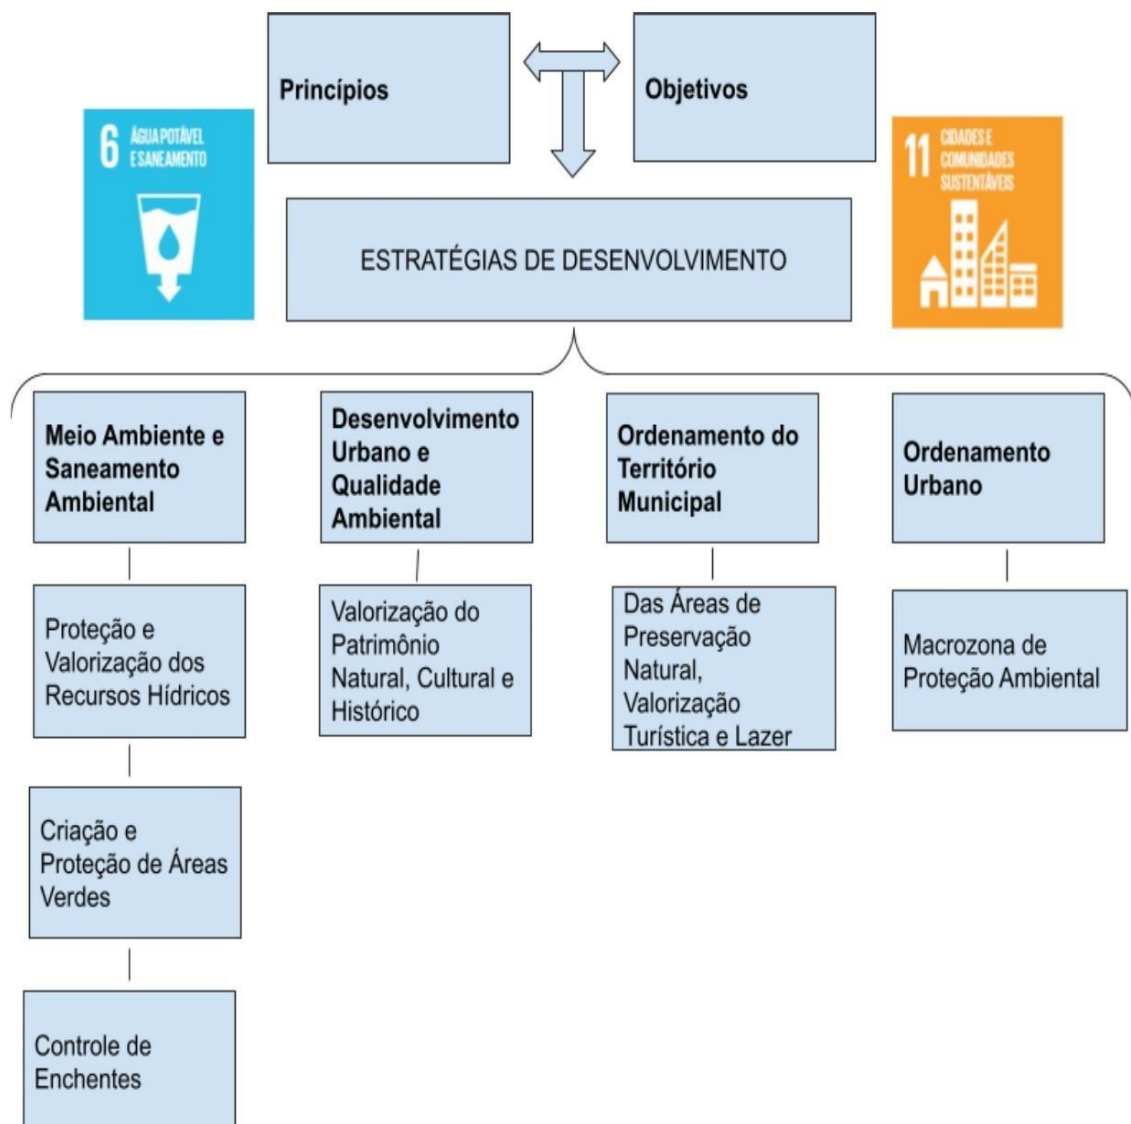 Princípios
Objetivos
6 ÁGUA POTÁVEL
E SANEAMENTO
11 CIDADES E
COMUNIDADES
SUSTENTÁVEIS
ESTRATÉGIAS DE DESENVOLVIMENTO
Meio Ambiente e
Saneamento
Ambiental
Desenvolvimento
Urbano e
Qualidade
Ambiental
Ordenamento do
Território
Municipal
Ordenamento
Urbano
Proteção e
Valorização dos
Recursos Hídricos
Valorização do
Patrimônio
Natural, Cultural e
Histórico
Das Áreas de
Preservação
Natural,
Valorização
Turística e Lazer
Macrozona de
Proteção Ambiental
Criação e
Proteção de Áreas
Verdes
Controle de
Enchentes